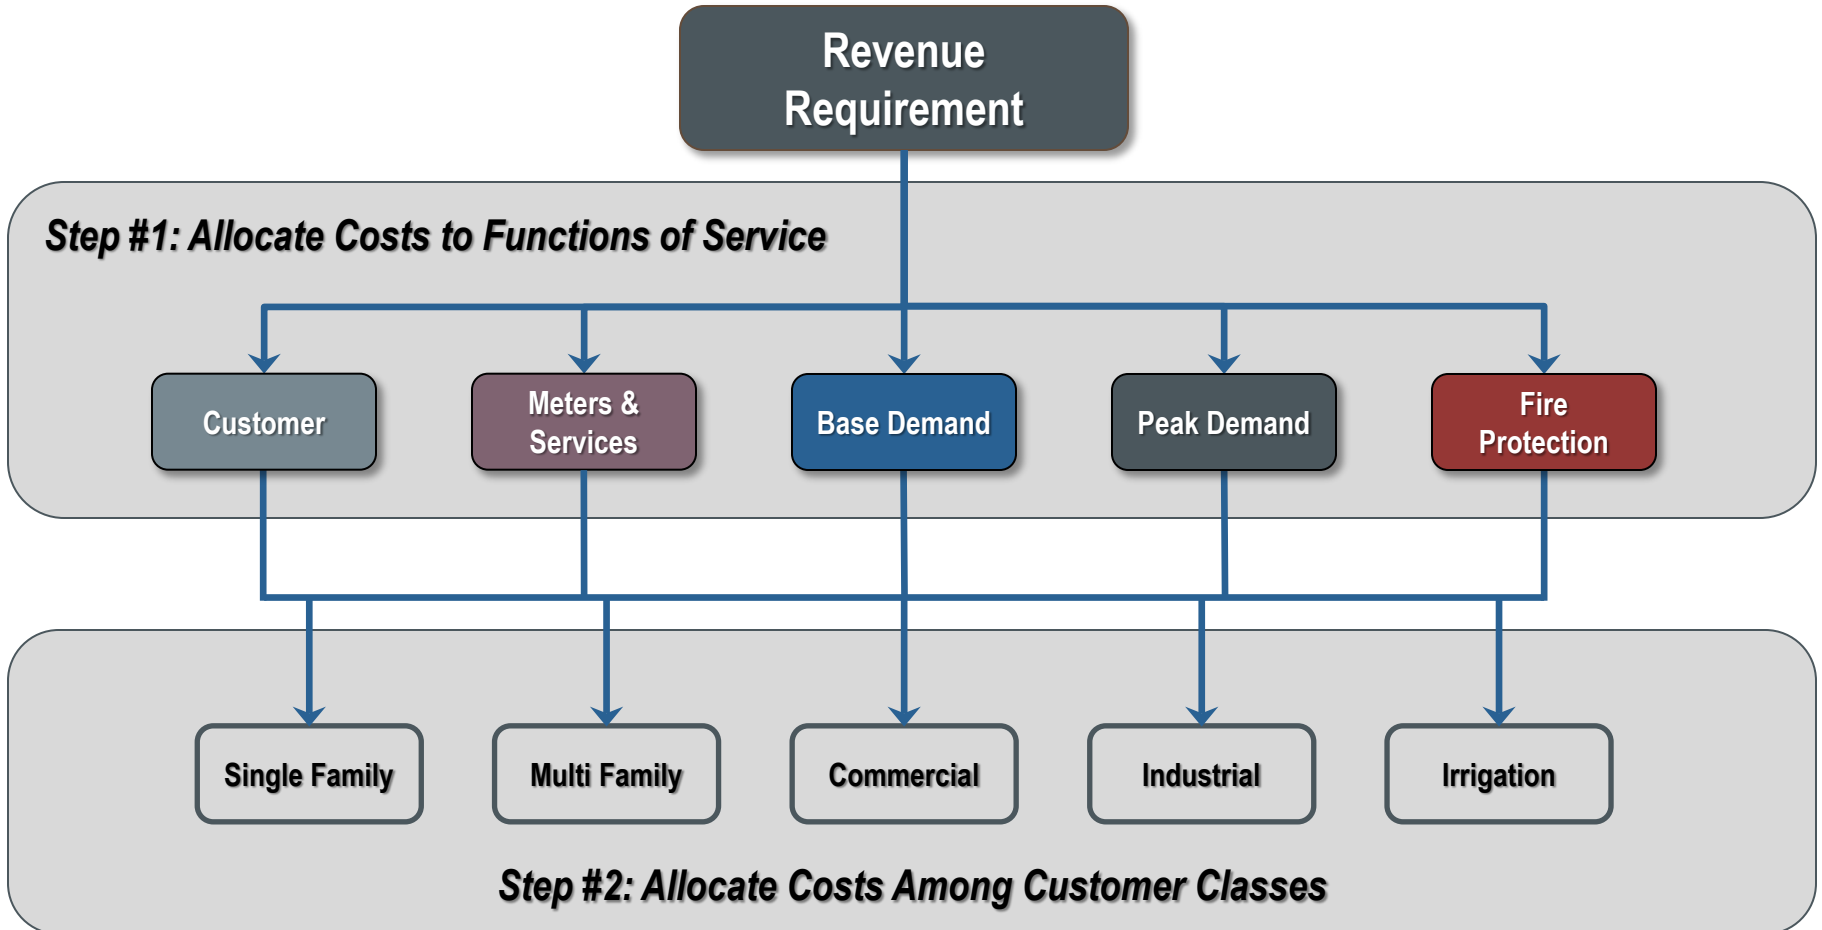 Revenue
Requirement
Step #1: Allocate Costs to Functions of Service
Customer
Meters &
Services
Base Demand
Peak Demand
Fire
Protection
Single Family
Multi Family
Commercial
Industrial
Irrigation
Step #2: Allocate Costs Among Customer Classes